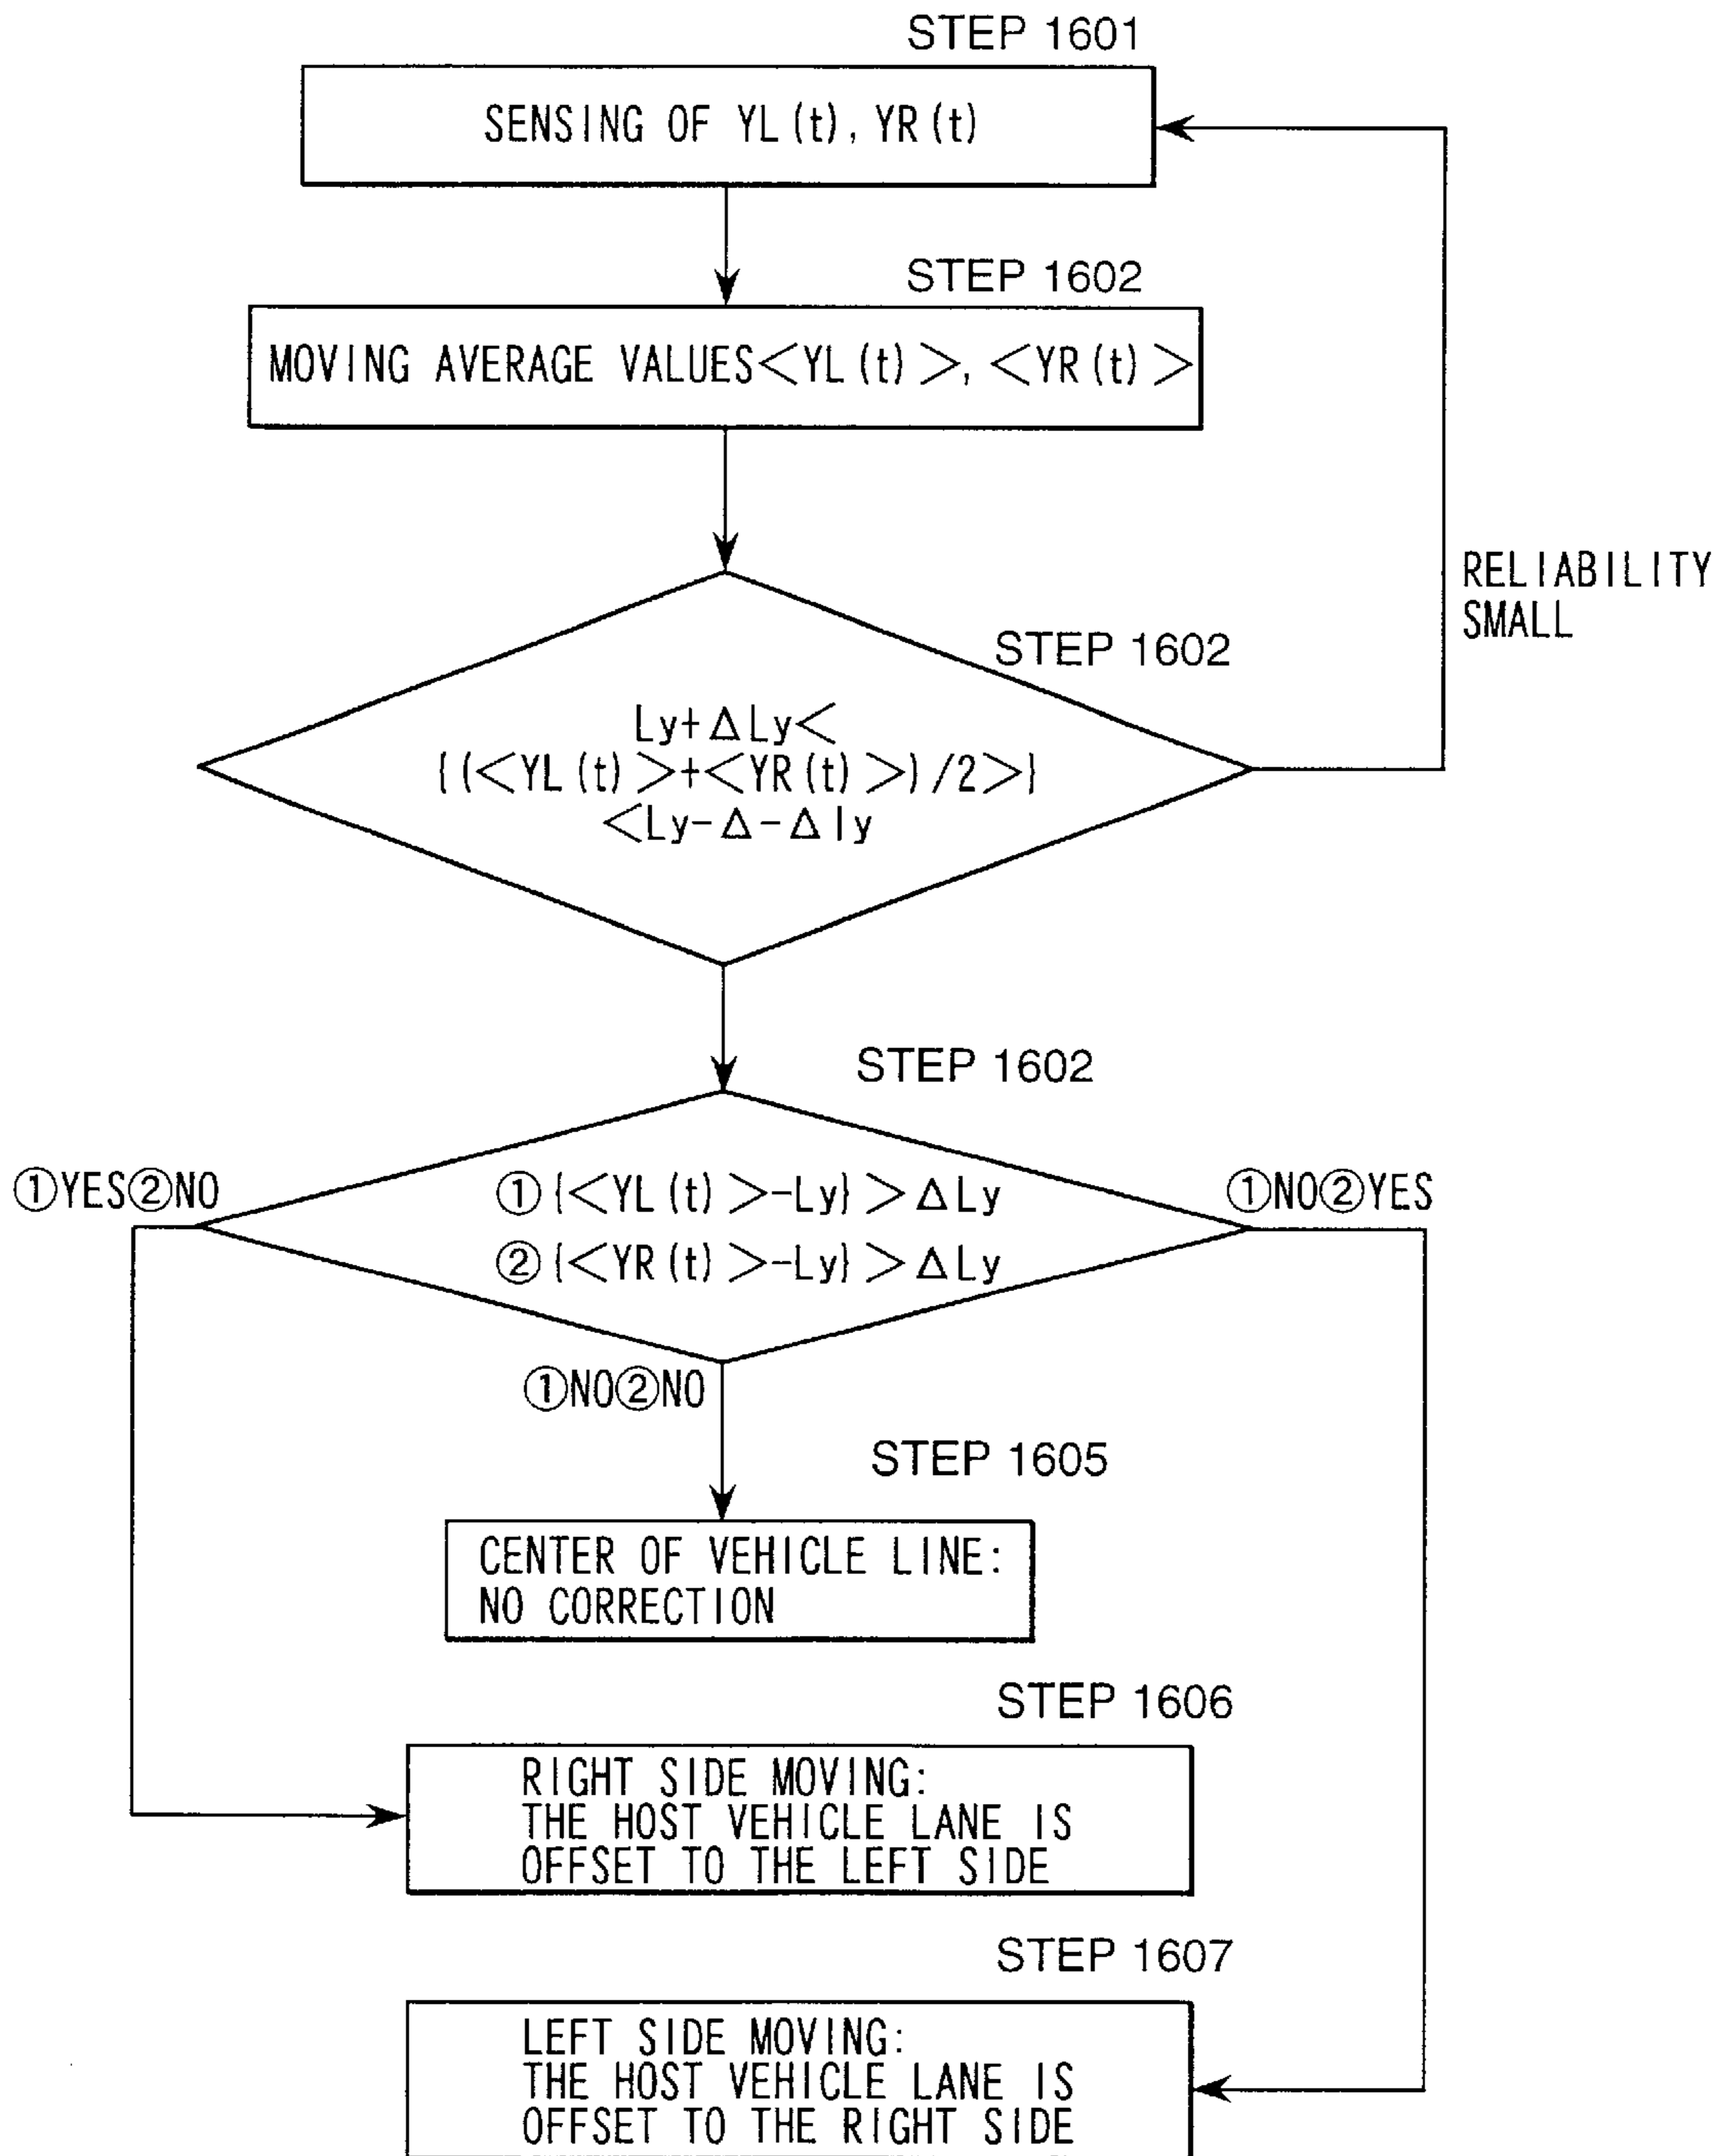 STEP 1601
SENSING OF YL(t), YR(t)
STEP 1602
MOVING AVERAGE VALUES<YL(t)>, <YR(t)>
RELIABILITY
SMALL
STEP 1602
Ly+ΔLy<
{(<YL(t)>+<YR(t)>)/2>}
<Ly-Δ-Δly
STEP 1602
①YES②NO
①{<YL(t)>-Ly}>ΔLy
①NO②YES
②{<YR(t)>-Ly}>ΔLy
①NO②NO
STEP 1605
CENTER OF VEHICLE LINE:
NO CORRECTION
STEP 1606
RIGHT SIDE MOVING:
THE HOST VEHICLE LANE IS
OFFSET TO THE LEFT SIDE
STEP 1607
LEFT SIDE MOVING:
THE HOST VEHICLE LANE IS
OFFSET TO THE RIGHT SIDE